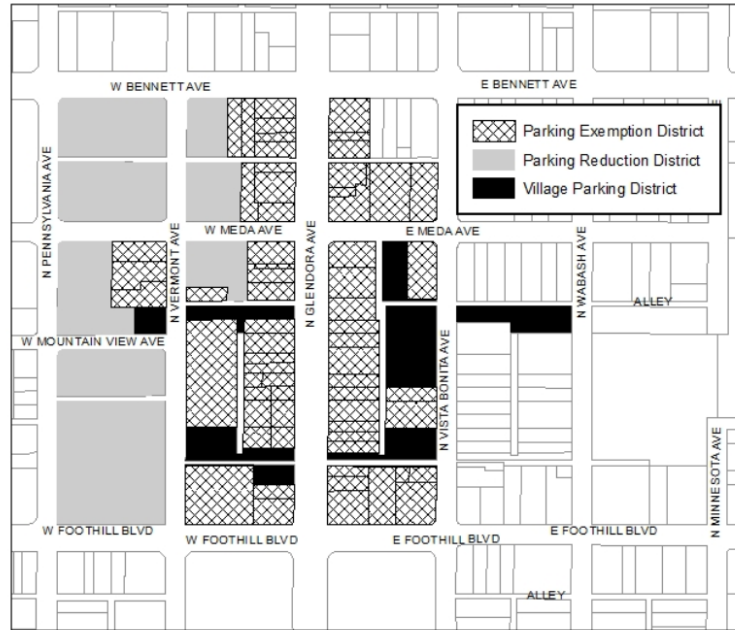 W BENNETT AVE
E BENNETT AVE
Parking Exemption District
Parking Reduction District
Village Parking District
N PENNSYLVANIA AVE
N VERMONT AVE
W MEDA AVE
N GLENDORA AVE
E MEDA AVE
N WABASH AVE
ALLEY
W MOUNTAIN VIEW AVE
N VISTA BONITA AVE
N MINNESOTA AVE
W FOOTHILL BLVD
W FOOTHILL BLVD
E FOOTHILL BLVD
E FOOTHILL BLVD
ALLEY